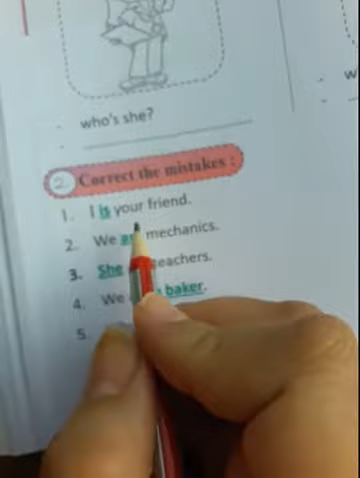 who's she?
2. Correct the mistakes :
1. I is your friend.
2. We mechanics.
3. She teachers.
4. We baker.
5.
w